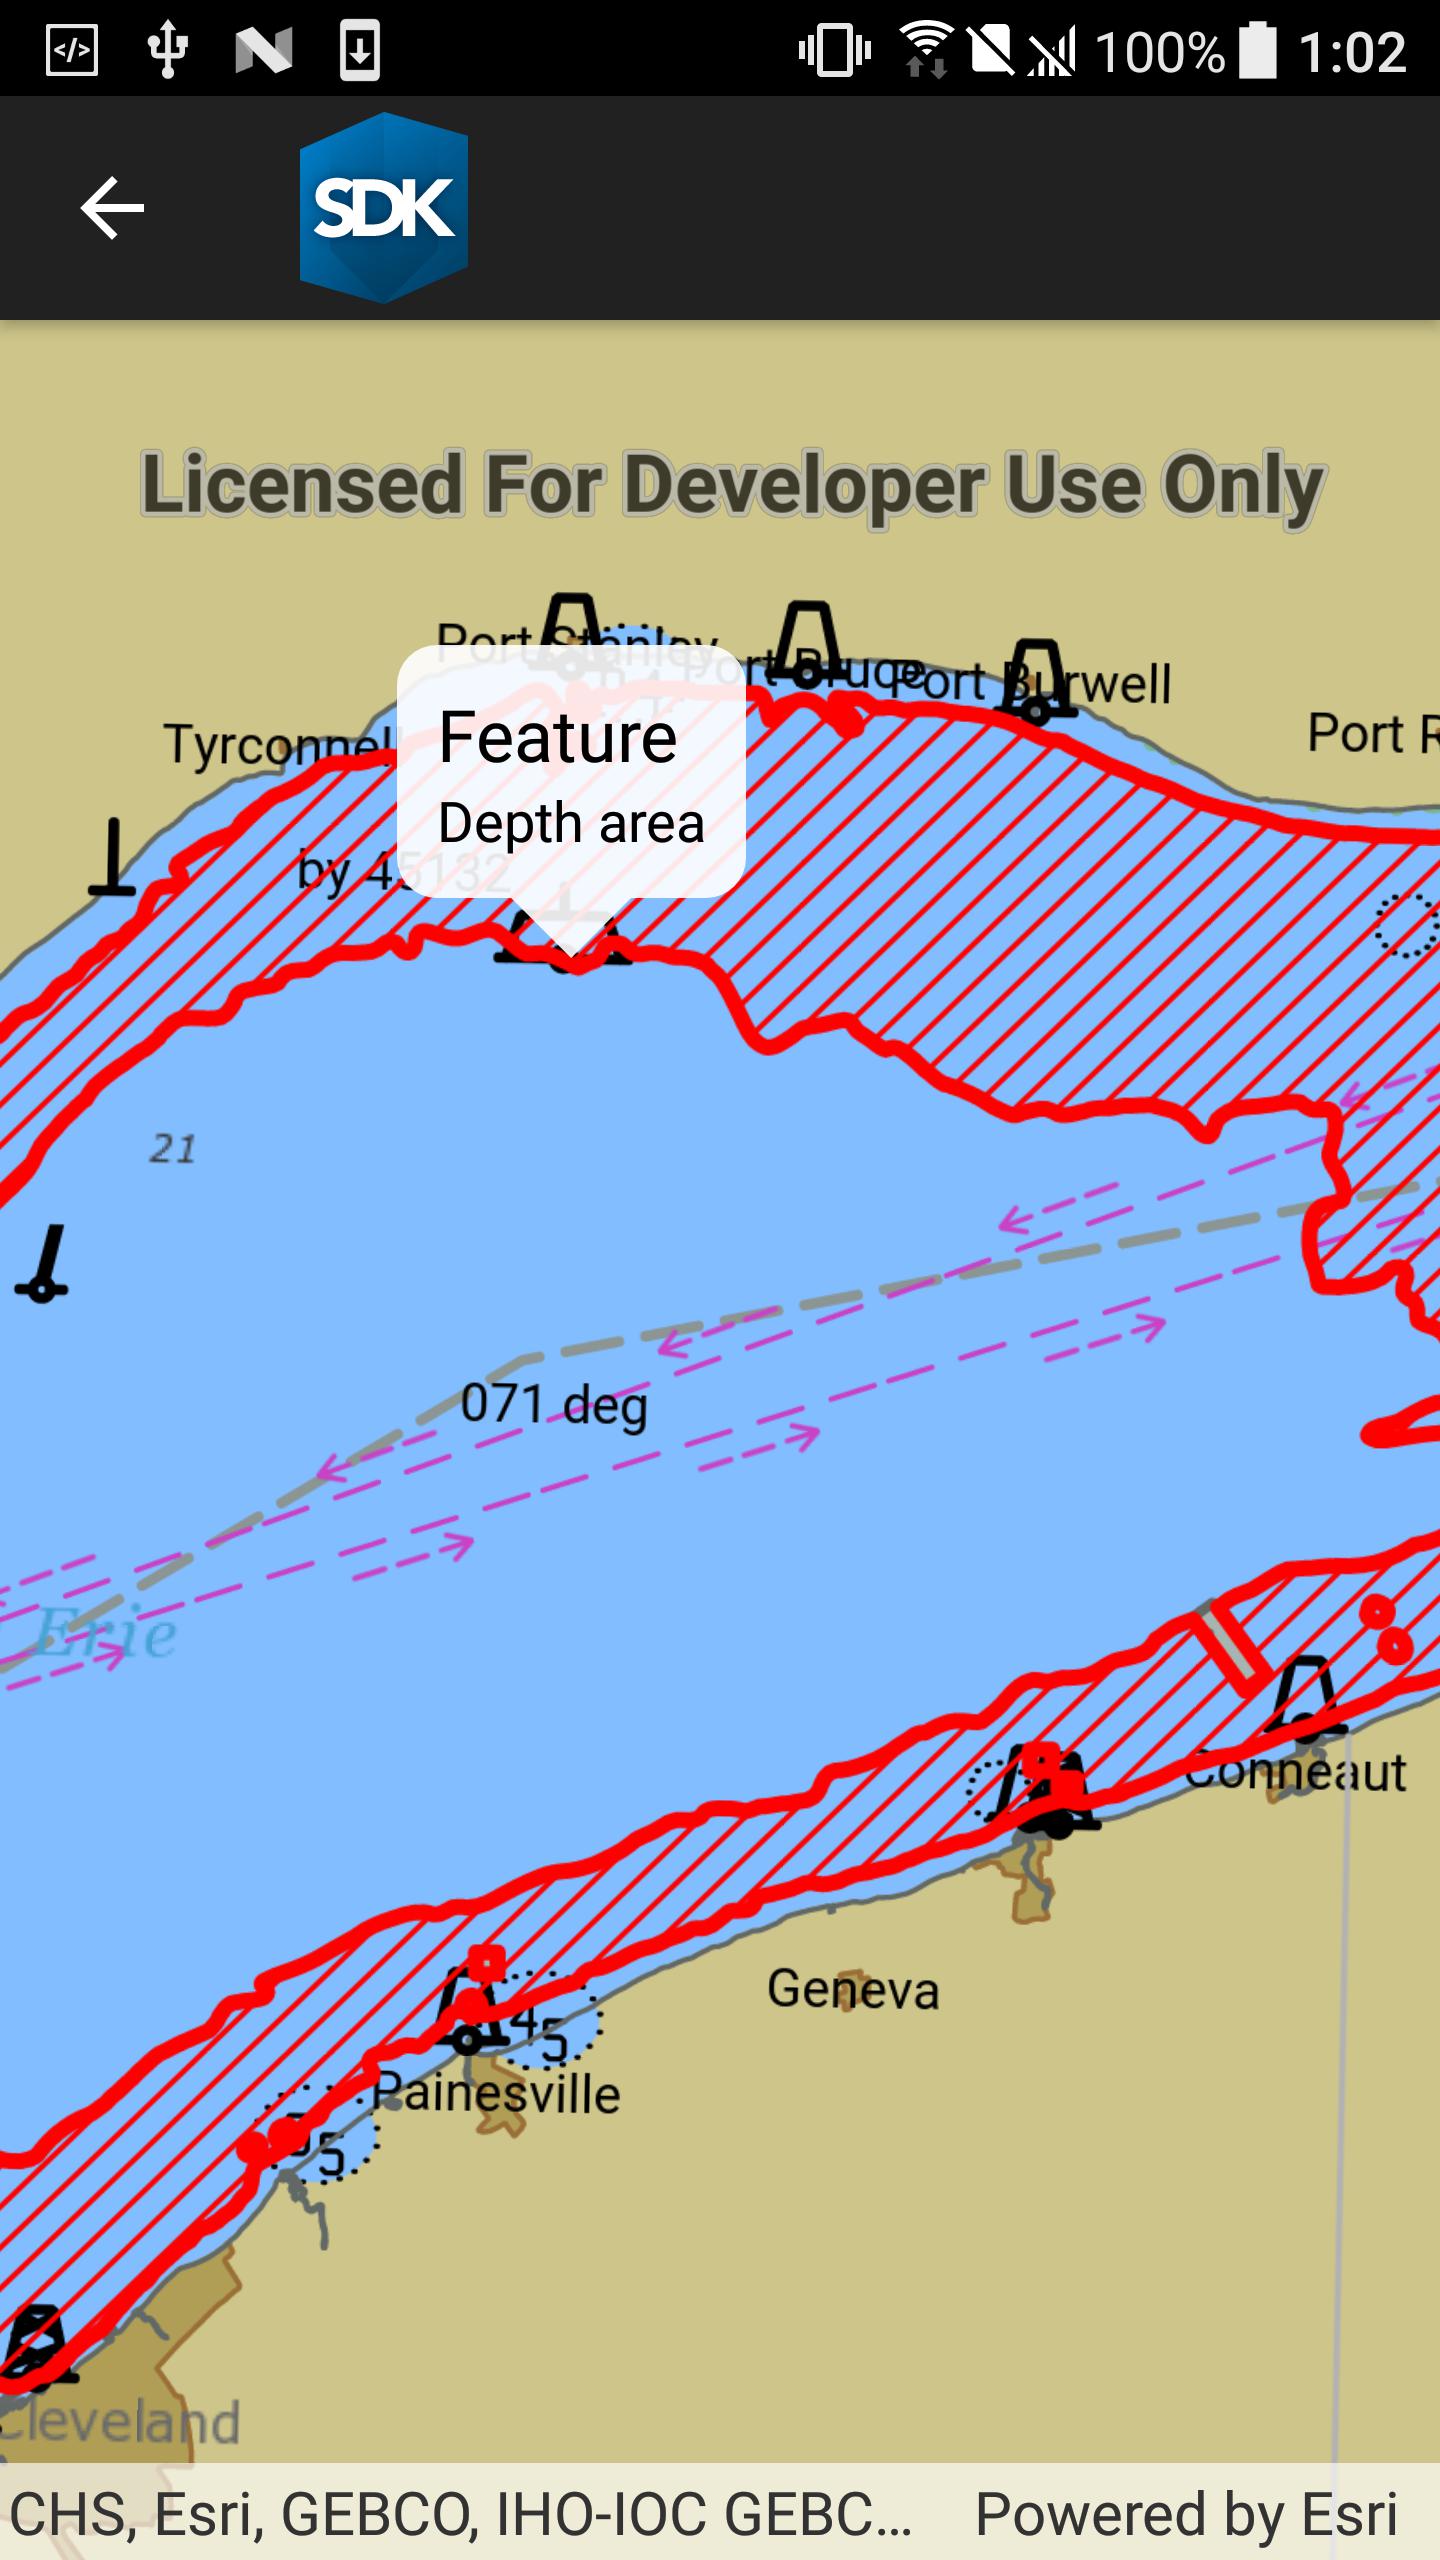 100% 1:02
SDK
Licensed For Developer Use Only
Port Stanley
Port Bruce
Port Burwell
Port R
Tyrconnell
Feature
Depth area
by 45132
21
071 deg
Erie
Conneaut
Geneva
4 5
Painesville
5
Cleveland
CHS, Esri, GEBCO, IHO-IOC GEBC... Powered by Esri